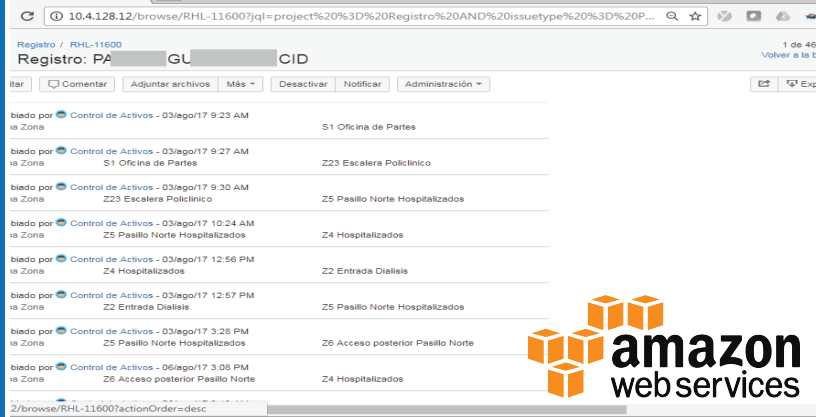 10.4.128.12/browse/RHL-11600?jql=project%20%3D%20Registro%20AND%20issuetype%20%3D%20P...
Registro / RHL-11600
1 de 46
Registro: PA GU CID
Volver a la b
itar Comentar Adjuntar archivos Más Desactivar Notificar Administración Exp
biado por Control de Activos - 03/ago/17 9:23 AM
na Zona S1 Oficina de Partes
biado por Control de Activos - 03/ago/17 9:27 AM
na Zona S1 Oficina de Partes Z23 Escalera Policlinico
biado por Control de Activos - 03/ago/17 9:30 AM
na Zona Z23 Escalera Policlinico Z5 Pasillo Norte Hospitalizados
biado por Control de Activos - 03/ago/17 10:24 AM
na Zona Z5 Pasillo Norte Hospitalizados Z4 Hospitalizados
biado por Control de Activos - 03/ago/17 12:56 PM
na Zona Z4 Hospitalizados Z2 Entrada Dialisis
biado por Control de Activos - 03/ago/17 12:57 PM
na Zona Z2 Entrada Dialisis Z5 Pasillo Norte Hospitalizados
biado por Control de Activos - 03/ago/17 3:28 PM
na Zona Z5 Pasillo Norte Hospitalizados Z6 Acceso posterior Pasillo Norte
biado por Control de Activos - 06/ago/17 3:08 PM
na Zona Z6 Acceso posterior Pasillo Norte Z4 Hospitalizados
2/browse/RHL-11600?actionOrder=desc
amazon
web services